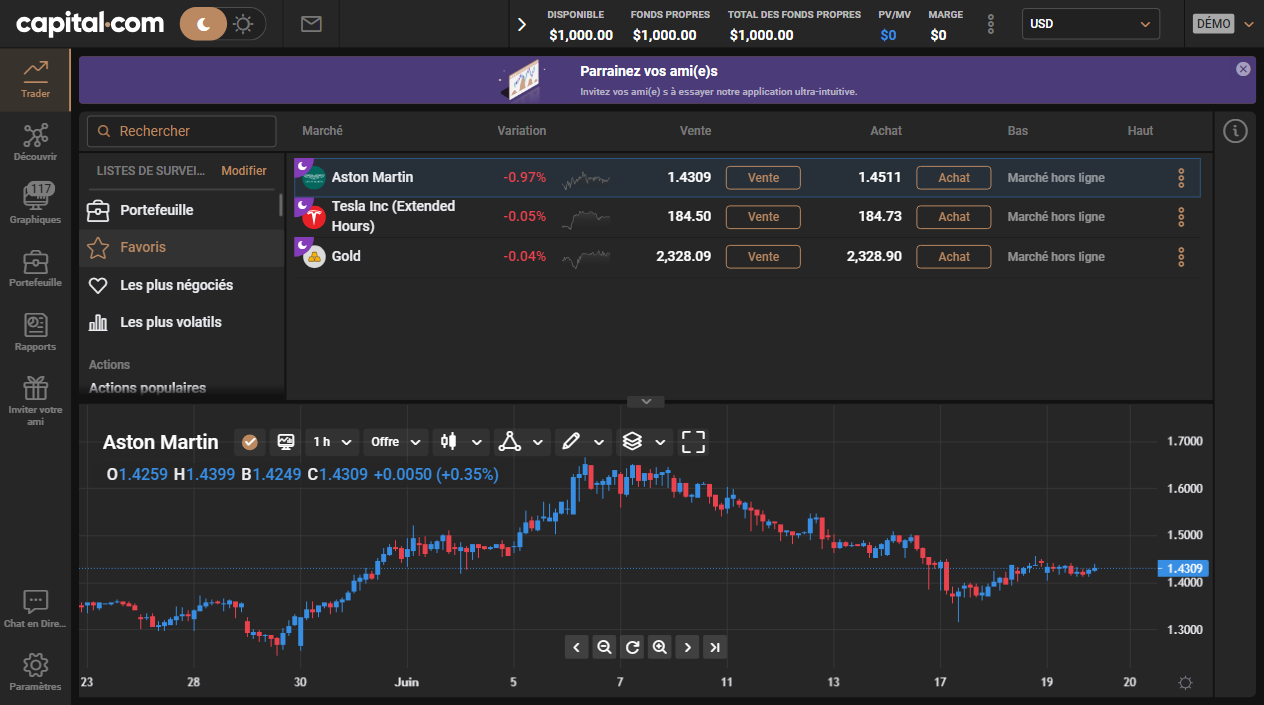 capital.com
DISPONIBLE FONDS PROPRES TOTAL DES FONDS PROPRES PV/MV MARGE
$1,000.00 $1,000.00 $1,000.00 $0 $0
USD
DÉMO
Trader
Découvrir
117
Graphiques
Portefeuille
Rapports
Inviter votre
ami
Chat en Dire...
Paramètres
Parrainez vos ami(e)s
Invitez vos ami(e) s à essayer notre application ultra-intuitive.
Rechercher
Marché Variation Vente Achat Bas Haut
LISTES DE SURVEI... Modifier
Portefeuille
Favoris
Les plus négociés
Les plus volatils
Actions
Actions populaires
Aston Martin -0.97% 1.4309 Vente 1.4511 Achat Marché hors ligne
Tesla Inc (Extended
Hours) -0.05% 184.50 Vente 184.73 Achat Marché hors ligne
Gold -0.04% 2,328.09 Vente 2,328.90 Achat Marché hors ligne
Aston Martin 1 h Offre
O1.4259 H1.4399 B1.4249 C1.4309 +0.0050 (+0.35%)
1.7000
1.6000
1.5000
1.4309
1.4000
1.3000
23 28 30 Juin 5 7 11 13 17 19 20